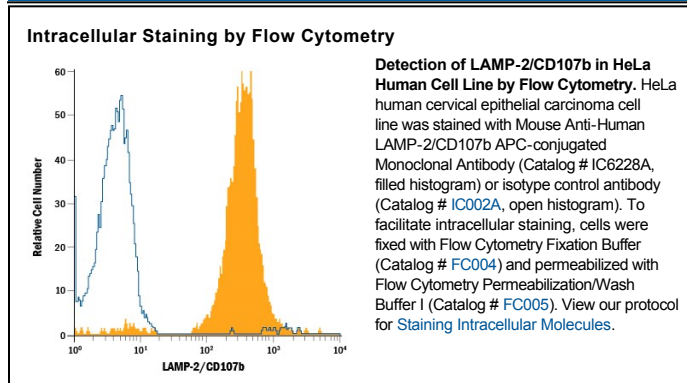 Intracellular Staining by Flow Cytometry
60
50
40
30
20
10
0
Relative Cell Number
10⁰
10¹
10²
10³
10⁴
LAMP-2/CD107b
Detection of LAMP-2/CD107b in HeLa
Human Cell Line by Flow Cytometry. HeLa
human cervical epithelial carcinoma cell
line was stained with Mouse Anti-Human
LAMP-2/CD107b APC-conjugated
Monoclonal Antibody (Catalog # IC6228A,
filled histogram) or isotype control antibody
(Catalog # IC002A, open histogram). To
facilitate intracellular staining, cells were
fixed with Flow Cytometry Fixation Buffer
(Catalog # FC004) and permeabilized with
Flow Cytometry Permeabilization/Wash
Buffer I (Catalog # FC005). View our protocol
for Staining Intracellular Molecules.